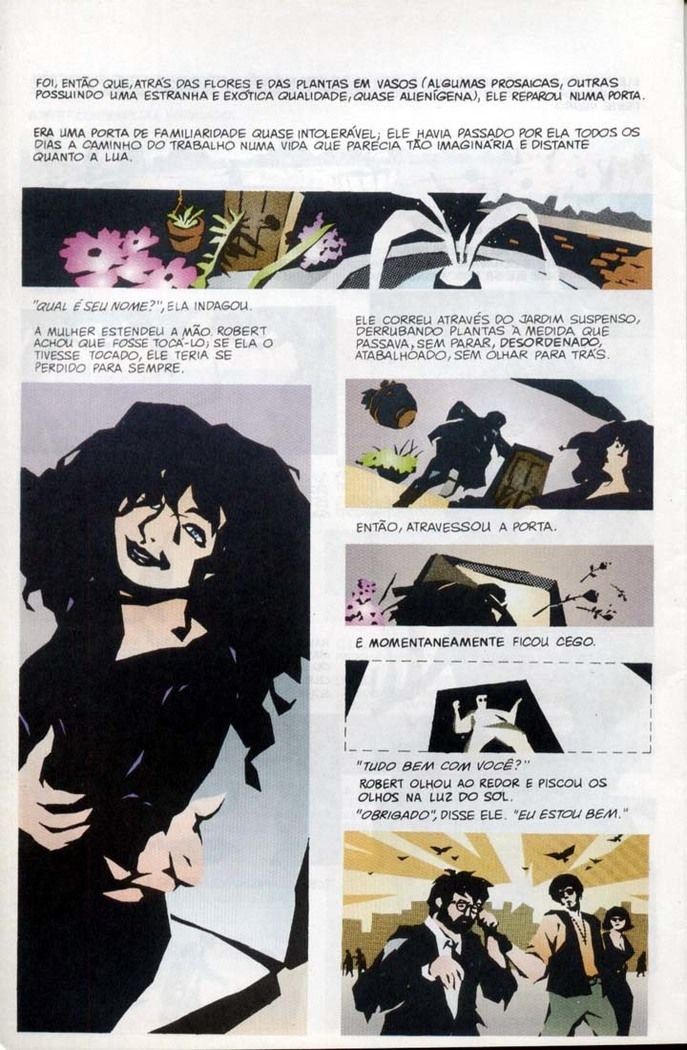 FOI, ENTÃO QUE, ATRÁS DAS FLORES E DAS PLANTAS EM VASOS (ALGUMAS PROSAICAS, OUTRAS
POSSUINDO UMA ESTRANHA E EXÓTICA QUALIDADE, QUASE ALIENÍGENA), ELE REPAROU NUMA PORTA.
ERA UMA PORTA DE FAMILIARIDADE QUASE INTOLERÁVEL; ELE HAVIA PASSADO POR ELA TODOS OS
DIAS A CAMINHO DO TRABALHO NUMA VIDA QUE PARECIA TÃO IMAGINÁRIA E DISTANTE
QUANTO A LUA.
"QUAL É SEU NOME?", ELA INDAGOU.
A MULHER ESTENDEU A MÃO. ROBERT
ACHOU QUE FOSSE TOCÁ-LO; SE ELA O
TIVESSE TOCADO, ELE TERIA SE
PERDIDO PARA SEMPRE.
ELE CORREU ATRAVÉS DO JARDIM SUSPENSO,
DERRUBANDO PLANTAS À MEDIDA QUE
PASSAVA, SEM PARAR, DESORDENADO,
ATABALHOADO, SEM OLHAR PARA TRÁS.
ENTÃO, ATRAVESSOU A PORTA.
E MOMENTANEAMENTE FICOU CEGO.
"TUDO BEM COM VOCÊ?"
ROBERT OLHOU AO REDOR E PISCOU OS
OLHOS NA LUZ DO SOL.
"OBRIGADO", DISSE ELE. "EU ESTOU BEM."